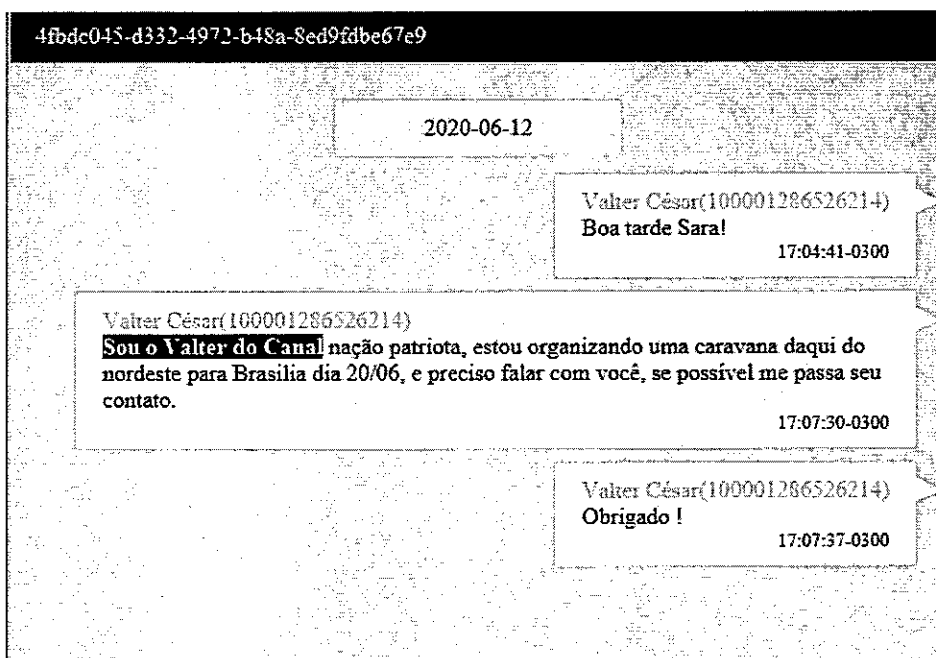 4fbdc045-d332-4972-b48a-8ed9fdbe67e9
2020-06-12
Valter César(100001286526214)
Boa tarde Sara!
17:04:41-0300
Valter César(100001286526214)
Sou o Valter do Canal nação patriota, estou organizando uma caravana daqui do
nordeste para Brasilia dia 20/06, e preciso falar com você, se possível me passa seu
contato.
17:07:30-0300
Valter César(100001286526214)
Obrigado !
17:07:37-0300